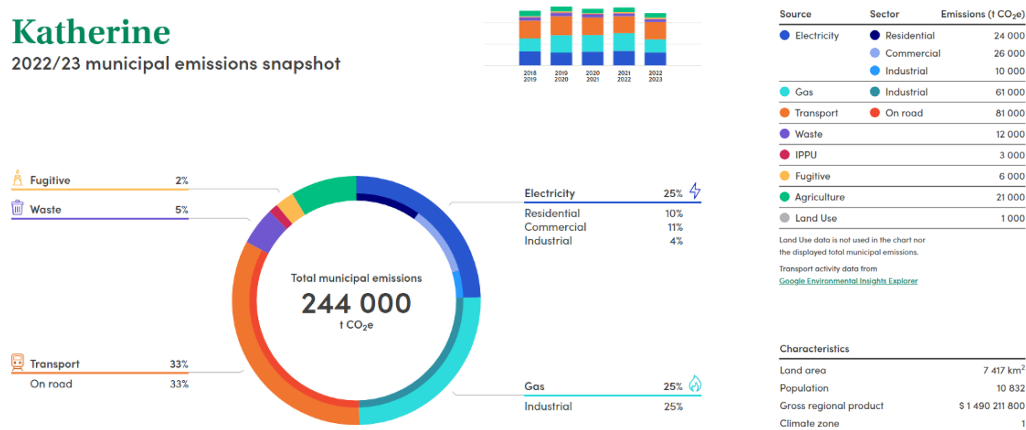 Katherine
2022/23 municipal emissions snapshot
2018 2019 2020 2021 2022
2019 2020 2021 2022 2023
Fugitive 2%
Waste 5%
Transport 33%
On road 33%
Total municipal emissions
244 000
t CO₂e
Electricity 25%
Residential 10%
Commercial 11%
Industrial 4%
Gas 25%
Industrial 25%
Source Sector Emissions (t CO₂e)
Electricity Residential 24 000
Commercial 26 000
Industrial 10 000
Gas Industrial 61 000
Transport On road 81 000
Waste 12 000
IPPU 3 000
Fugitive 6 000
Agriculture 21 000
Land Use 1 000
Land Use data is not used in the chart nor
the displayed total municipal emissions.
Transport activity data from
Google Environmental Insights Explorer
Characteristics
Land area 7 417 km²
Population 10 832
Gross regional product $ 1 490 211 800
Climate zone 1